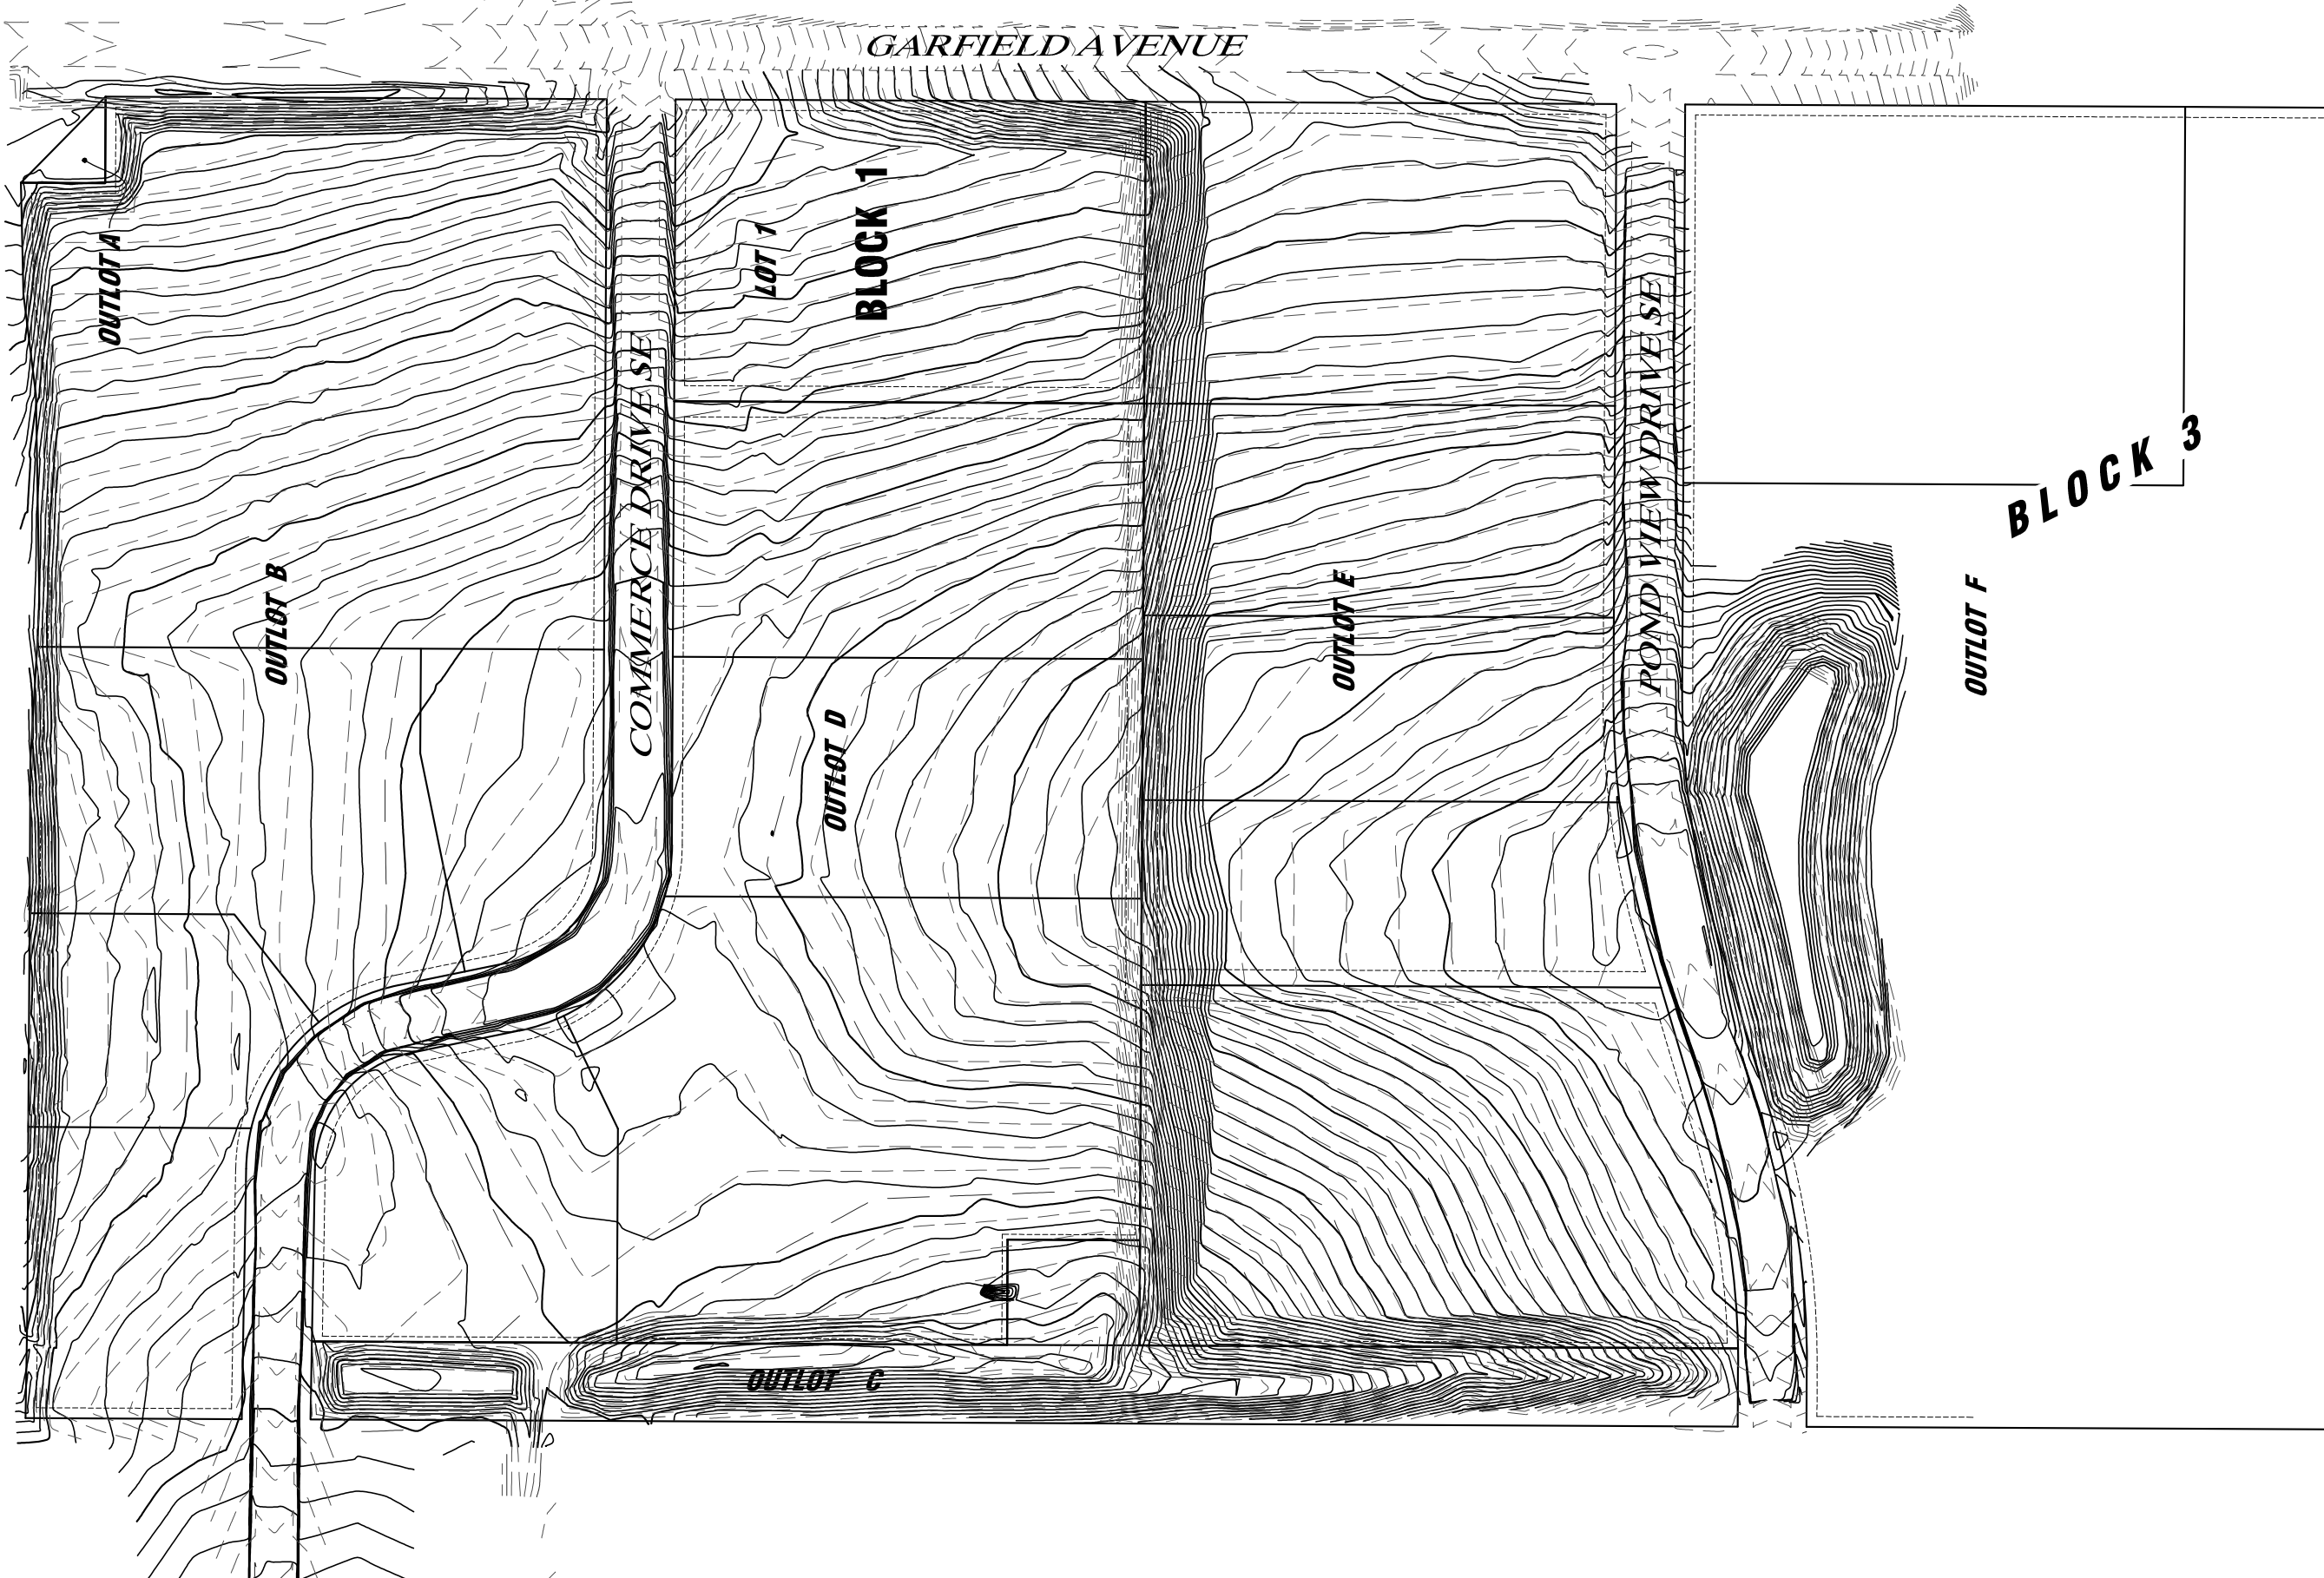 GARFIELD AVENUE
OUTLOT A
LOT 1
BLOCK 1
COMMERCE DRIVE SE
POND VIEW DRIVE SE
BLOCK 3
OUTLOT B
OUTLOT E
OUTLOT F
OUTLOT D
OUTLOT C